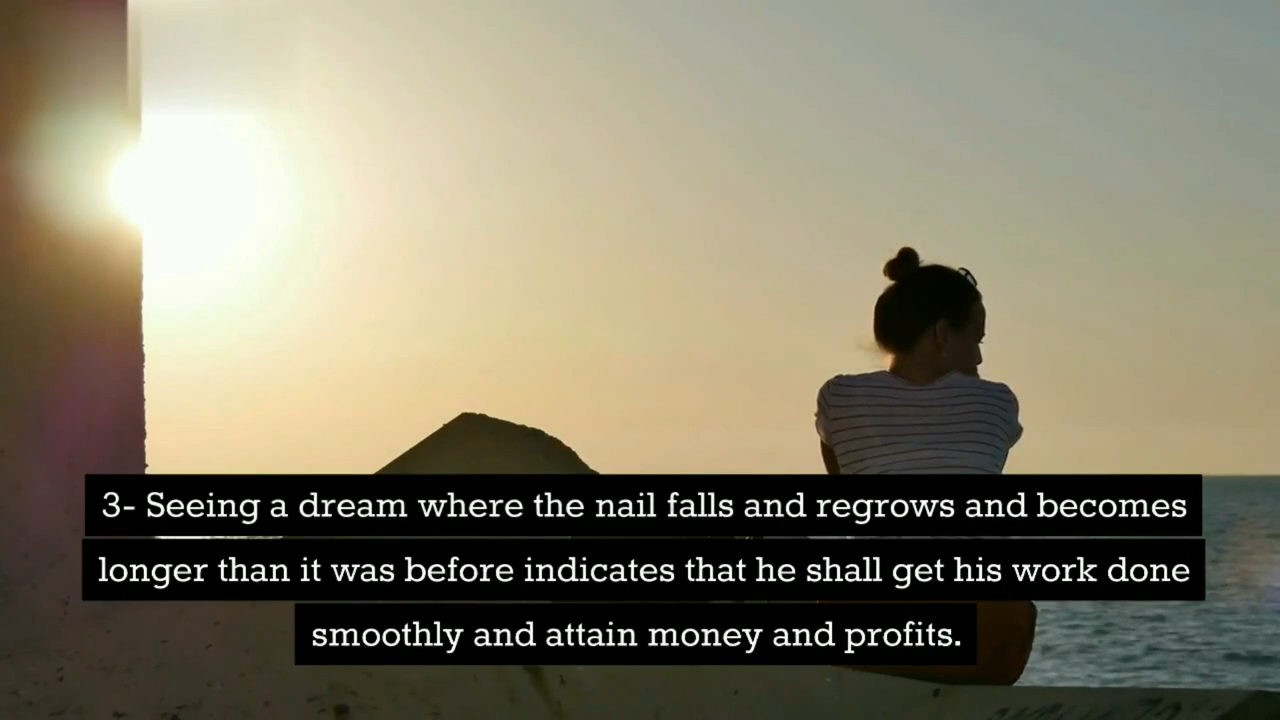 3- Seeing a dream where the nail falls and regrows and becomes
longer than it was before indicates that he shall get his work done
smoothly and attain money and profits.